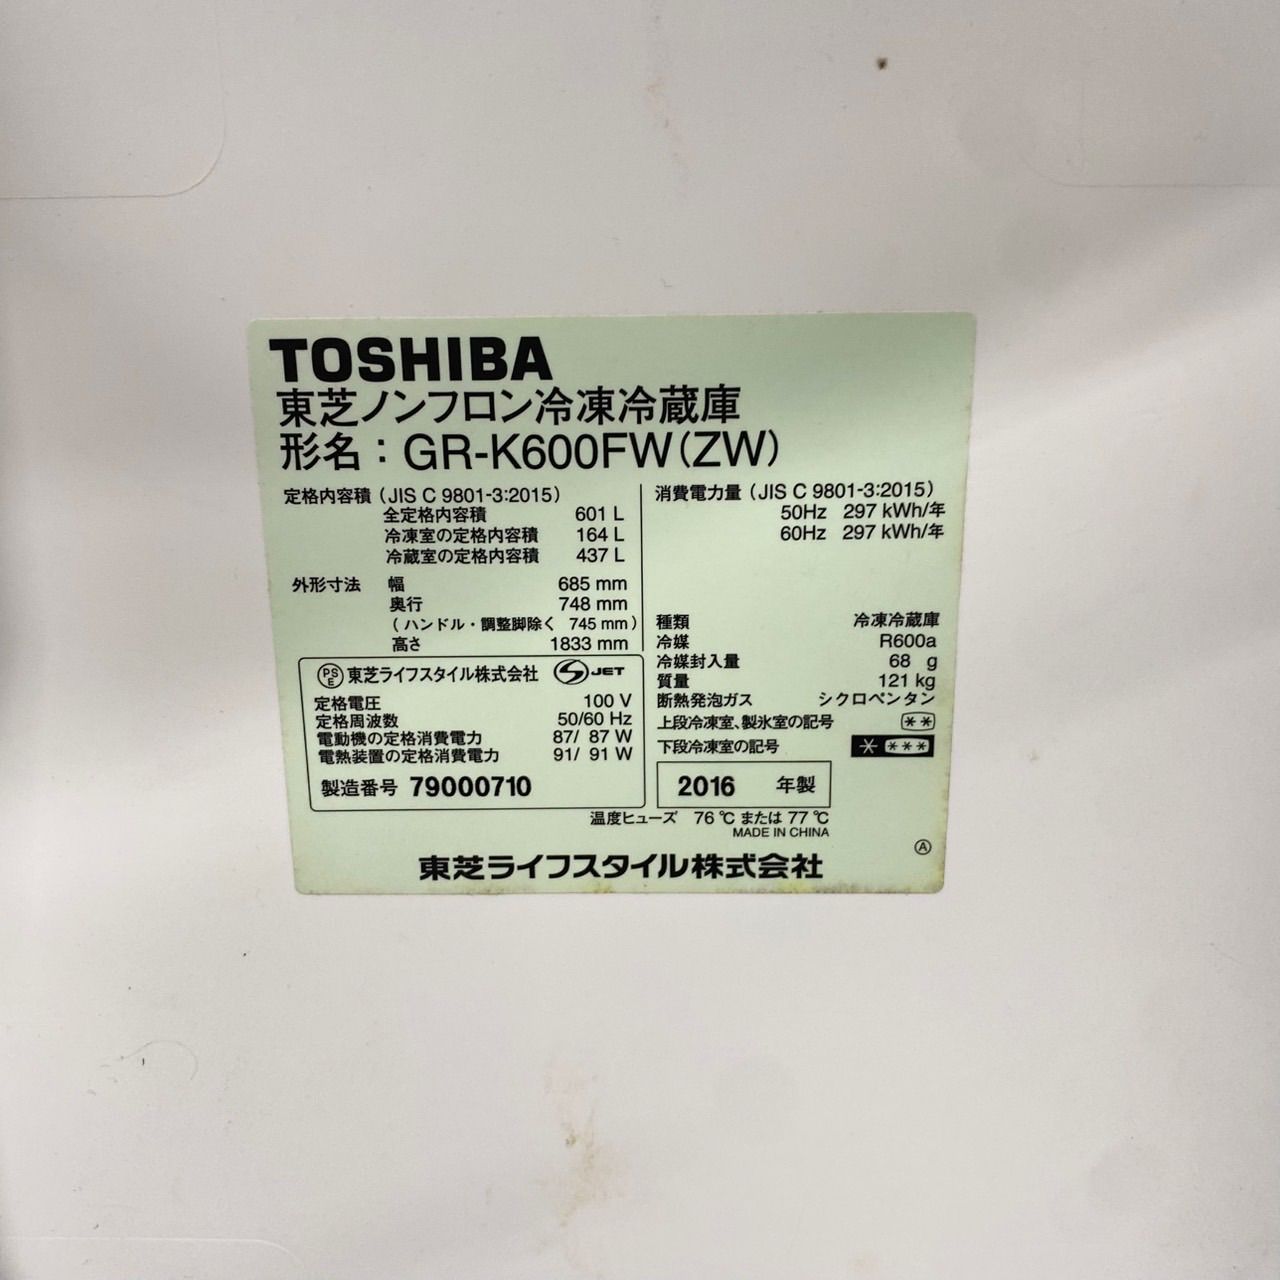 TOSHIBA
東芝ノンフロン冷凍冷蔵庫
形名：GR-K600FW(ZW)
定格内容積（JIS C 9801-3:2015）
全定格内容積 601 L
冷凍室の定格内容積 164 L
冷蔵室の定格内容積 437 L
外形寸法 幅 685 mm
奥行 748 mm
（ハンドル・調整脚除く 745 mm）
高さ 1833 mm
PS
E 東芝ライフスタイル株式会社 S JET
定格電圧 100 V
定格周波数 50/60 Hz
電動機の定格消費電力 87/ 87 W
電熱装置の定格消費電力 91/ 91 W
製造番号 79000710
消費電力量（JIS C 9801-3:2015）
50Hz 297 kWh/年
60Hz 297 kWh/年
種類 冷凍冷蔵庫
冷媒 R600a
冷媒封入量 68 g
質量 121 kg
断熱発泡ガス シクロペンタン
上段冷凍室、製氷室の記号 **
下段冷凍室の記号 * ***
2016 年製
温度ヒューズ 76 ℃ または 77 ℃
MADE IN CHINA
東芝ライフスタイル株式会社
Ⓐ